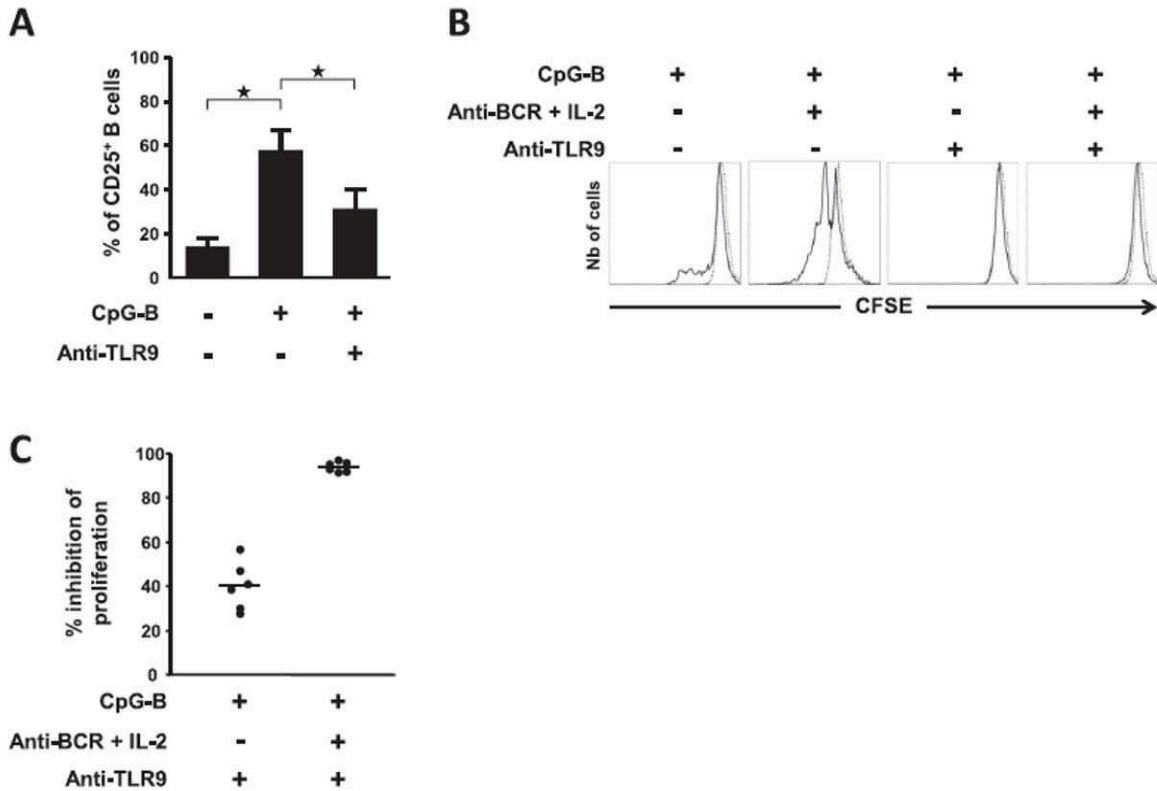 A
% of CD25⁺ B cells
100
80
60
40
20
0
★
★
CpG-B - + +
Anti-TLR9 - - +
B
CpG-B + + + +
Anti-BCR + IL-2 - + - +
Anti-TLR9 - - + +
Nb of cells
CFSE
C
% inhibition of
proliferation
100
80
60
40
20
0
CpG-B + +
Anti-BCR + IL-2 - +
Anti-TLR9 + +